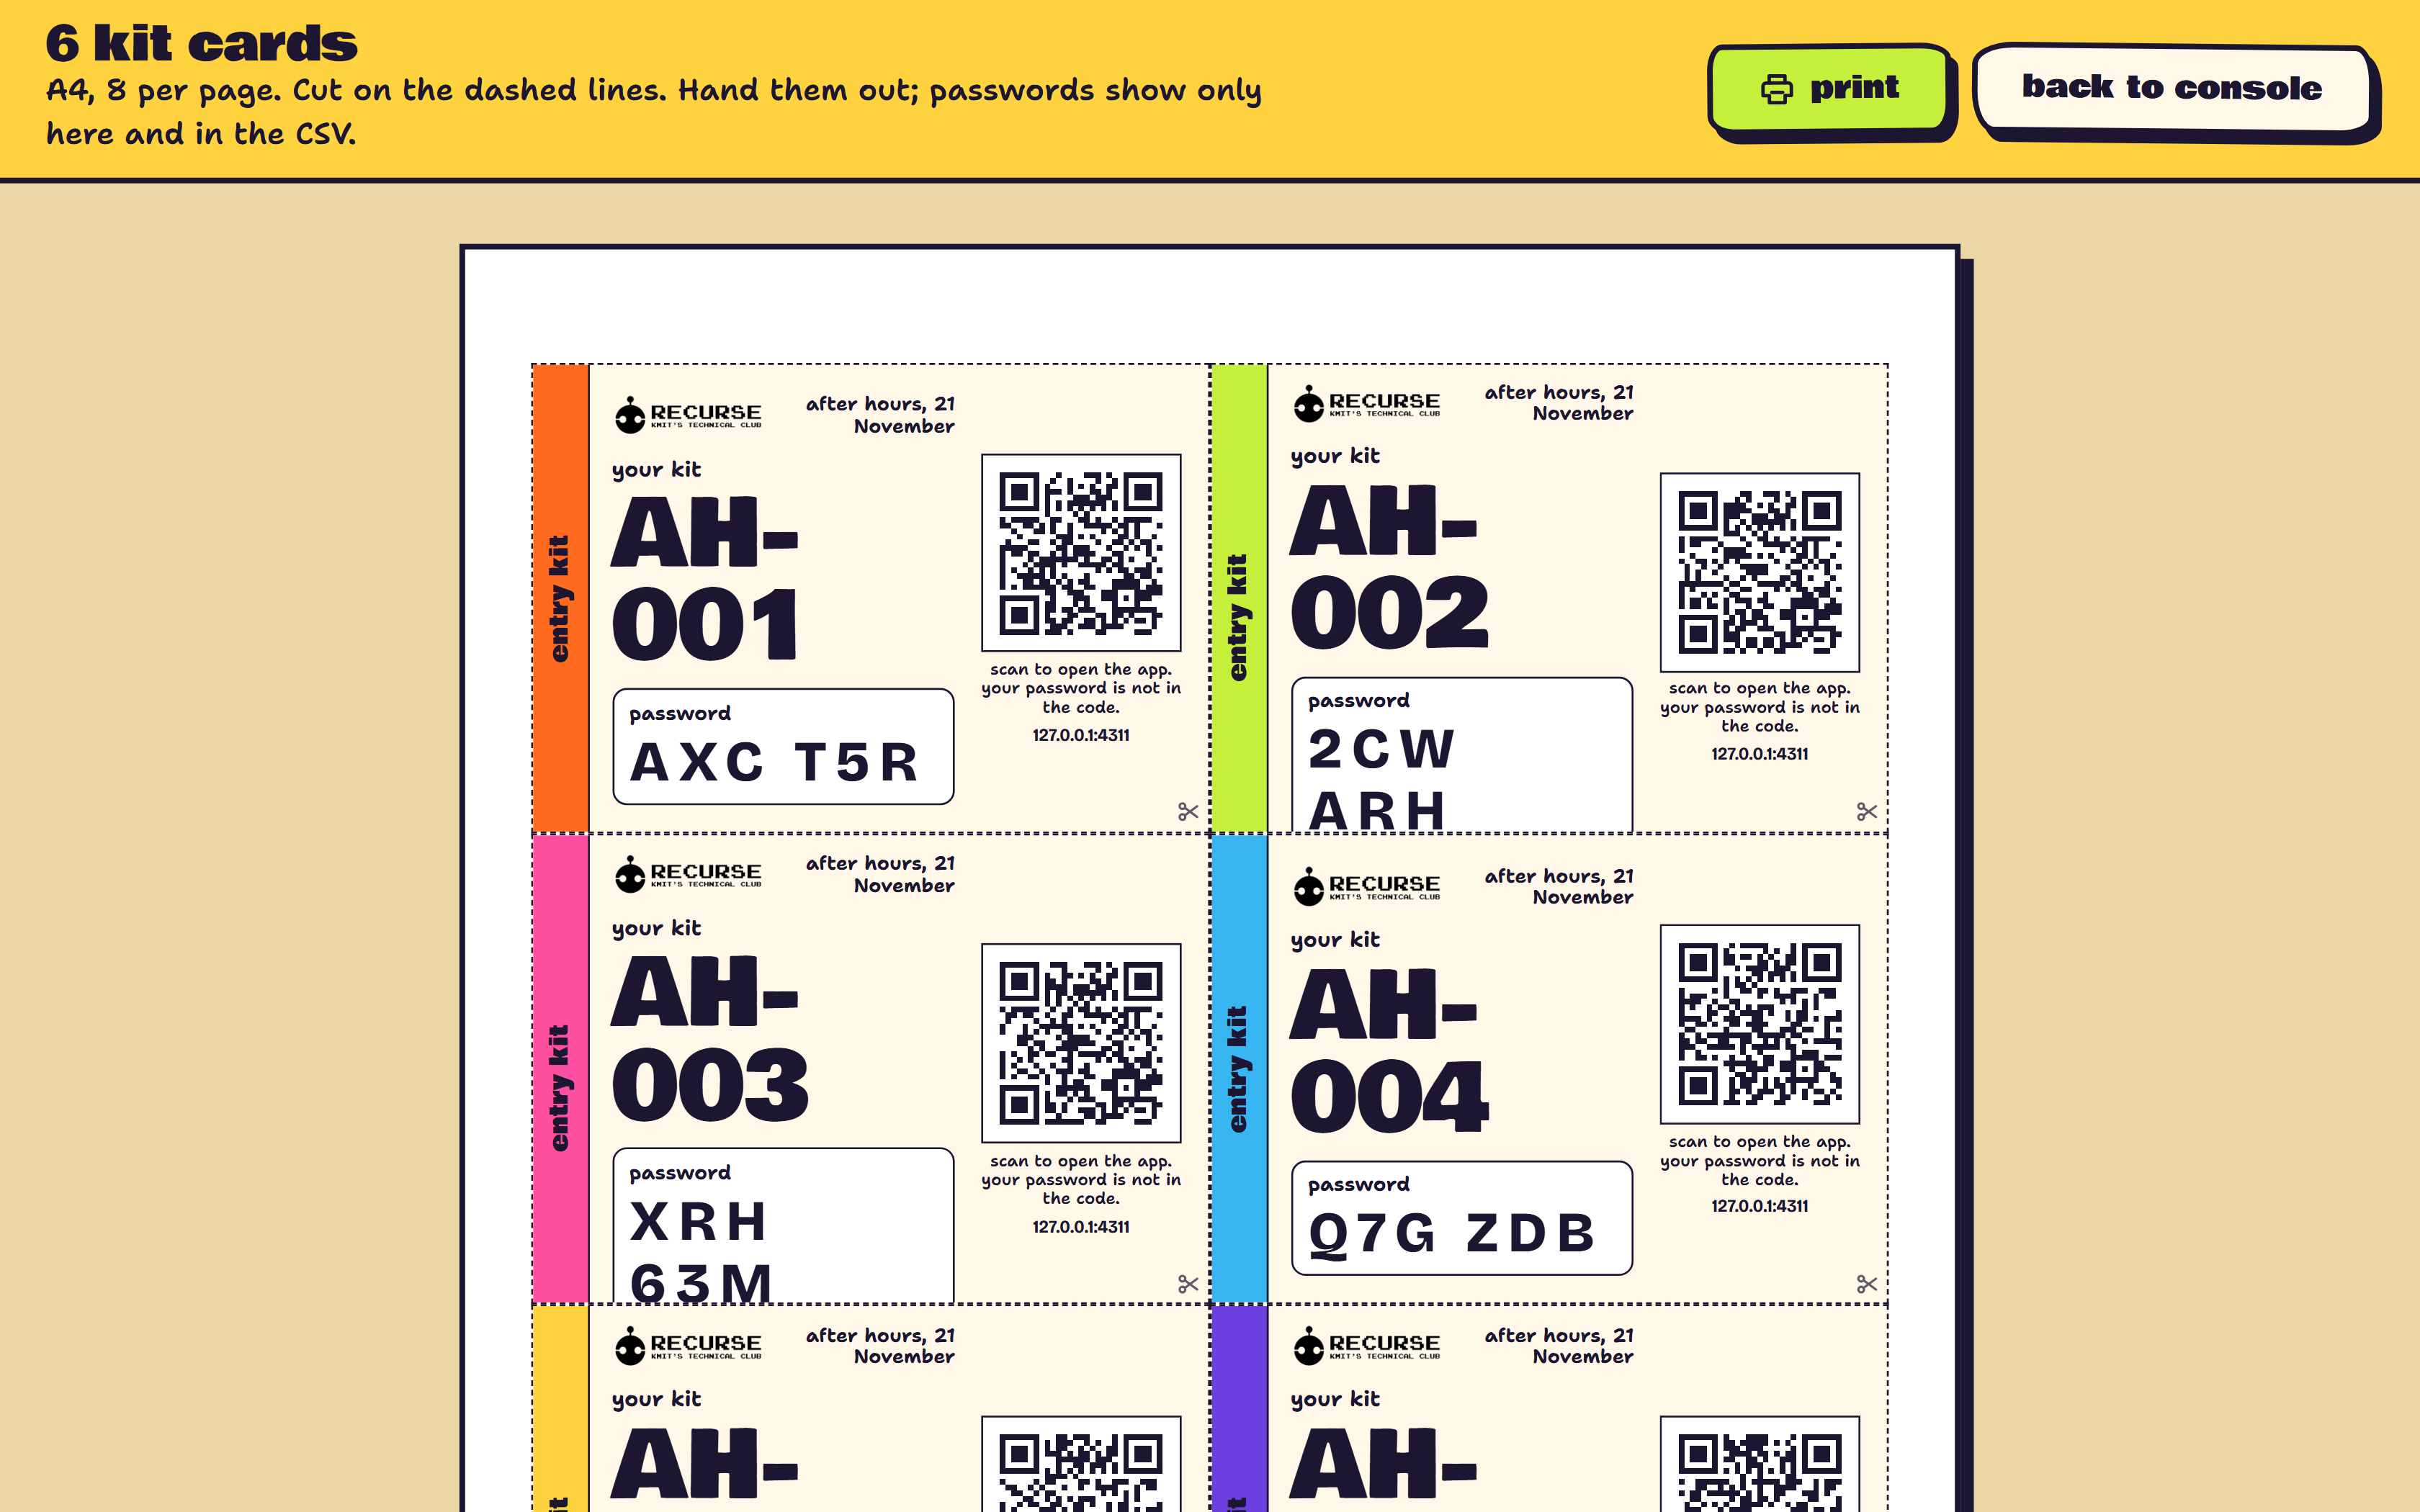 6 kit cards
A4, 8 per page. Cut on the dashed lines. Hand them out; passwords show only
here and in the CSV.
print
back to console
entry kit
RECURSE
KMIT'S TECHNICAL CLUB
after hours, 21
November
your kit
AH-
001
password
AXC T5R
scan to open the app.
your password is not in
the code.
127.0.0.1:4311
entry kit
RECURSE
KMIT'S TECHNICAL CLUB
after hours, 21
November
your kit
AH-
002
password
2CW
ARH
scan to open the app.
your password is not in
the code.
127.0.0.1:4311
entry kit
RECURSE
KMIT'S TECHNICAL CLUB
after hours, 21
November
your kit
AH-
003
password
XRH
63M
scan to open the app.
your password is not in
the code.
127.0.0.1:4311
entry kit
RECURSE
KMIT'S TECHNICAL CLUB
after hours, 21
November
your kit
AH-
004
password
Q7G ZDB
scan to open the app.
your password is not in
the code.
127.0.0.1:4311
RECURSE
KMIT'S TECHNICAL CLUB
after hours, 21
November
your kit
AH-
RECURSE
KMIT'S TECHNICAL CLUB
after hours, 21
November
your kit
AH-